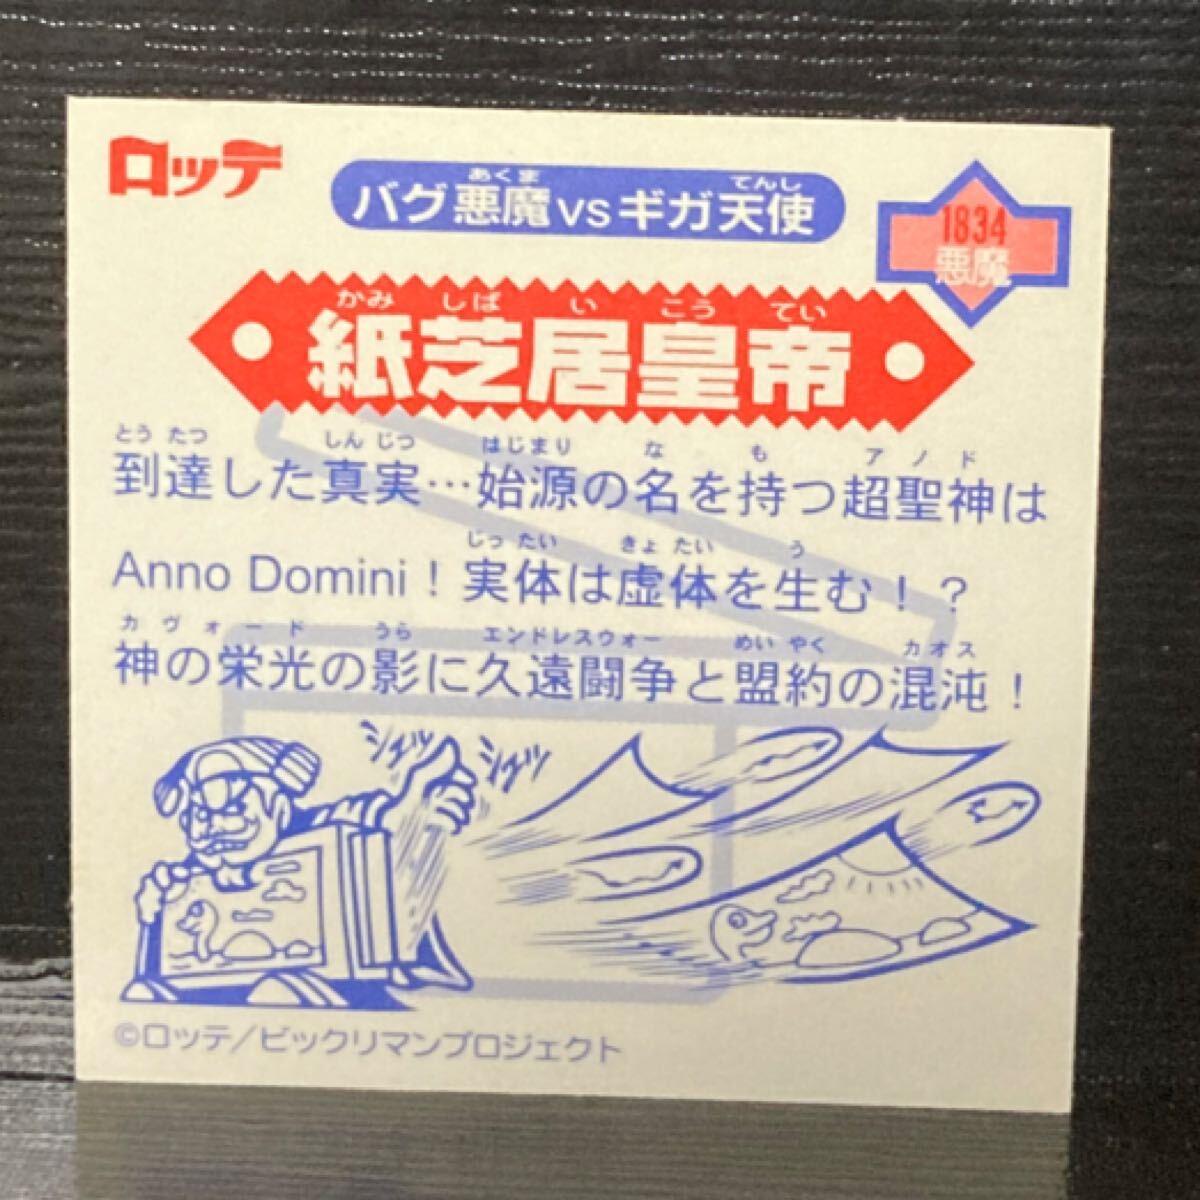 ロッテ
あくま てんし
バグ悪魔vsギガ天使
1834
悪魔
かみ しば い こう てい
紙芝居皇帝
とう たつ しん じつ はじまり な も アノド
到達した真実…始源の名を持つ超聖神は
じっ たい きょ たい う
Anno Domini！実体は虚体を生む！？
カヴォード うら エンドレスウォー めい やく カオス
神の栄光の影に久遠闘争と盟約の混沌！
シュッ シュッ
©ロッテ/ビックリマンプロジェクト